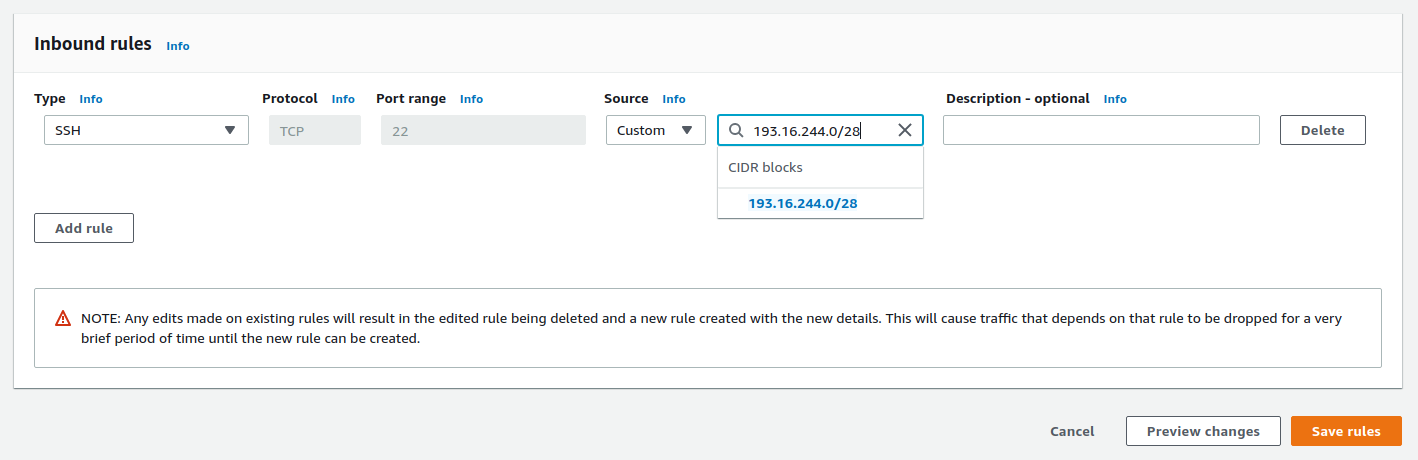 Inbound rules Info
Type Info Protocol Info Port range Info Source Info Description - optional Info
SSH TCP 22 Custom 193.16.244.0/28 Delete
CIDR blocks
193.16.244.0/28
Add rule
NOTE: Any edits made on existing rules will result in the edited rule being deleted and a new rule created with the new details. This will cause traffic that depends on that rule to be dropped for a very
brief period of time until the new rule can be created.
Cancel Preview changes Save rules